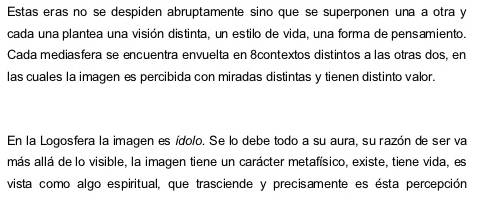 Estas eras no se despiden abruptamente sino que se superponen una a otra y
cada una plantea una visión distinta, un estilo de vida, una forma de pensamiento.
Cada mediasfera se encuentra envuelta en 8contextos distintos a las otras dos, en
las cuales la imagen es percibida con miradas distintas y tienen distinto valor.
En la Logosfera la imagen es ídolo. Se lo debe todo a su aura, su razón de ser va
más allá de lo visible, la imagen tiene un carácter metafísico, existe, tiene vida, es
vista como algo espiritual, que trasciende y precisamente es ésta percepción